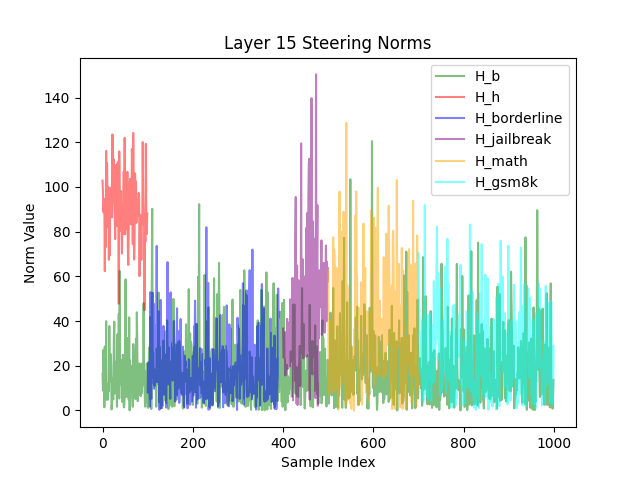 Layer 15 Steering Norms
H_b
H_h
H_borderline
H_jailbreak
H_math
H_gsm8k
Norm Value
140
120
100
80
60
40
20
0
0 200 400 600 800 1000
Sample Index